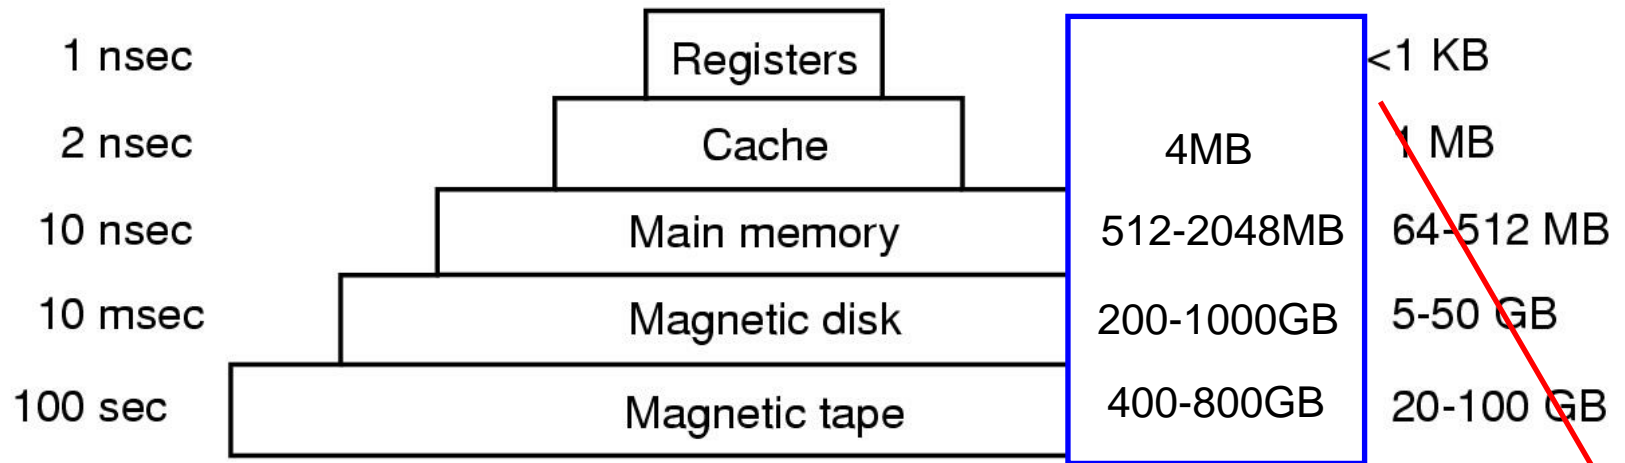 1 nsec Registers <1 KB
2 nsec Cache 4MB 1 MB
10 nsec Main memory 512-2048MB 64-512 MB
10 msec Magnetic disk 200-1000GB 5-50 GB
100 sec Magnetic tape 400-800GB 20-100 GB